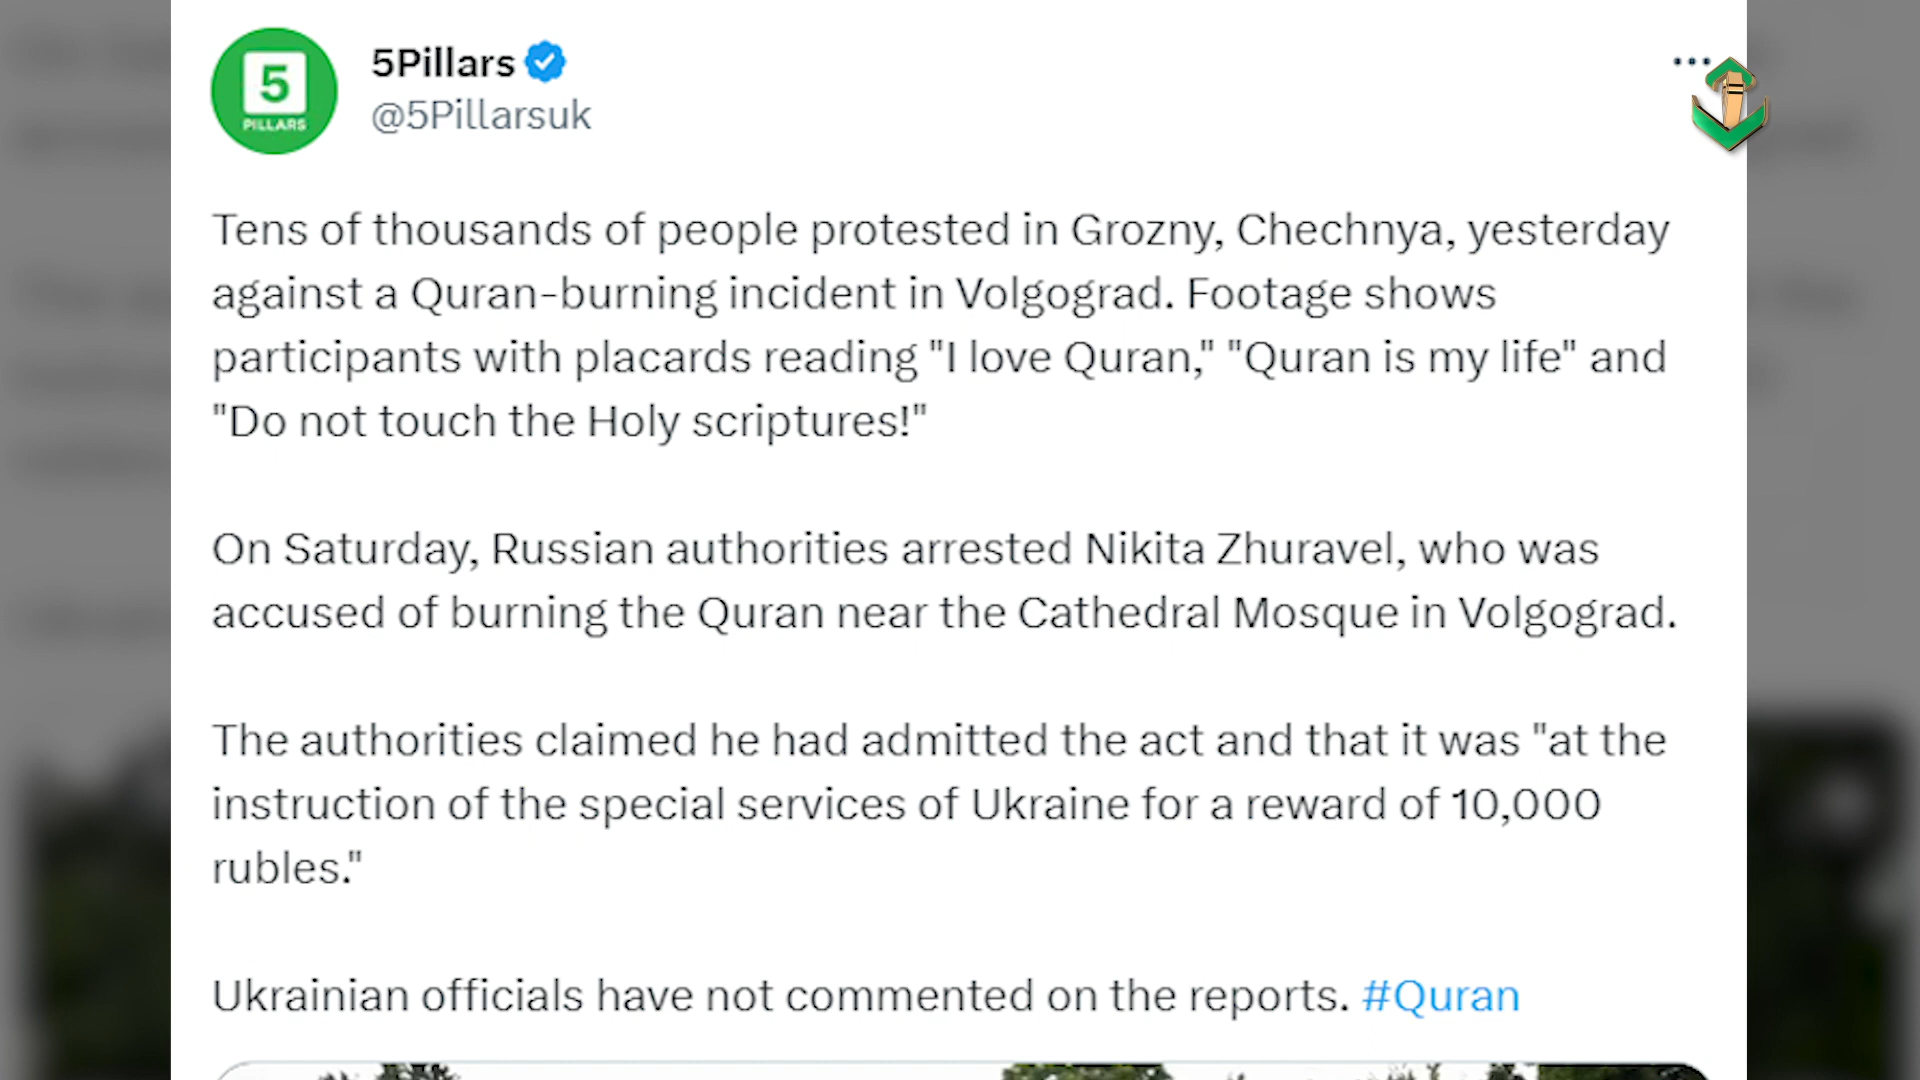 5Pillars
@5Pillarsuk
5
PILLARS
Tens of thousands of people protested in Grozny, Chechnya, yesterday
against a Quran-burning incident in Volgograd. Footage shows
participants with placards reading "I love Quran," "Quran is my life" and
"Do not touch the Holy scriptures!"
On Saturday, Russian authorities arrested Nikita Zhuravel, who was
accused of burning the Quran near the Cathedral Mosque in Volgograd.
The authorities claimed he had admitted the act and that it was "at the
instruction of the special services of Ukraine for a reward of 10,000
rubles."
Ukrainian officials have not commented on the reports. #Quran